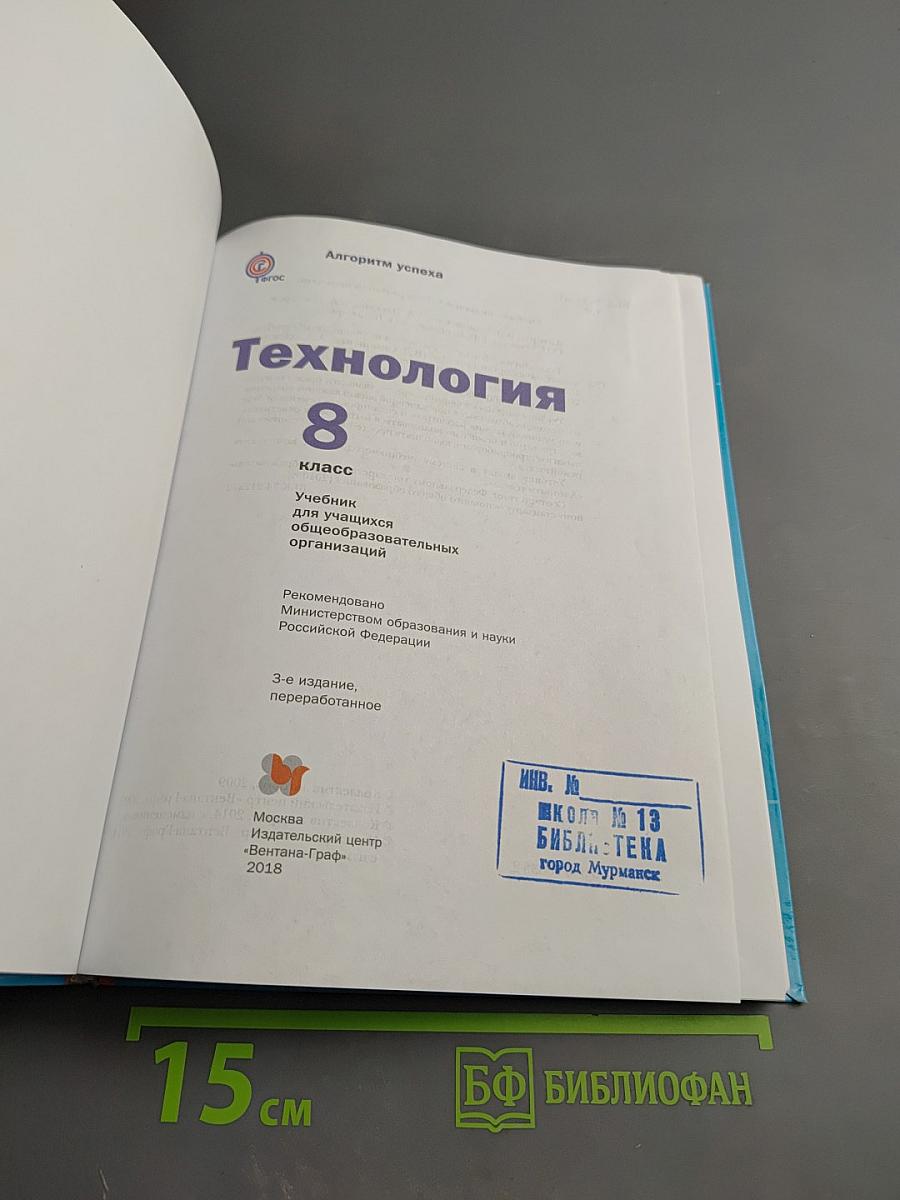 ФГОС
Алгоритм успеха
Технология
8
класс
Учебник
для учащихся
общеобразовательных
организаций
Рекомендовано
Министерством образования и науки
Российской Федерации
3-е издание,
переработанное
Москва
Издательский центр
«Вентана-Граф»
2018
ИНВ. №
ШКОЛА № 13
БИБЛИОТЕКА
город Мурманск
15 см
БФ БИБЛИОФАН